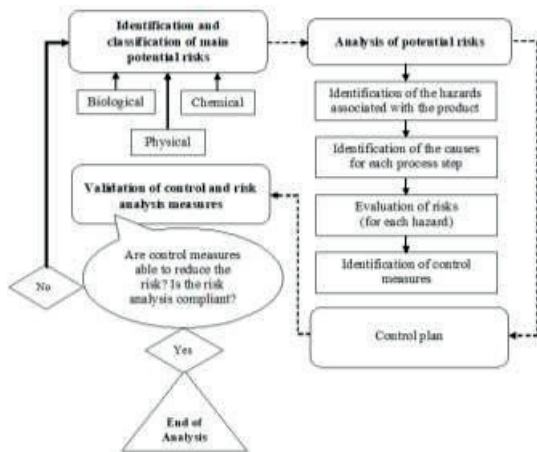 Identification and
classification of main
potential risks
Analysis of potential risks
Biological
Chemical
Physical
Identification of the hazards
associated with the product
Identification of the causes
for each process step
Evaluation of risks
(for each hazard)
Identification of control
measures
Control plan
Validation of control and risk
analysis measures
Are control measures
able to reduce the
risk? Is the risk
analysis compliant?
No
Yes
End of
Analysis